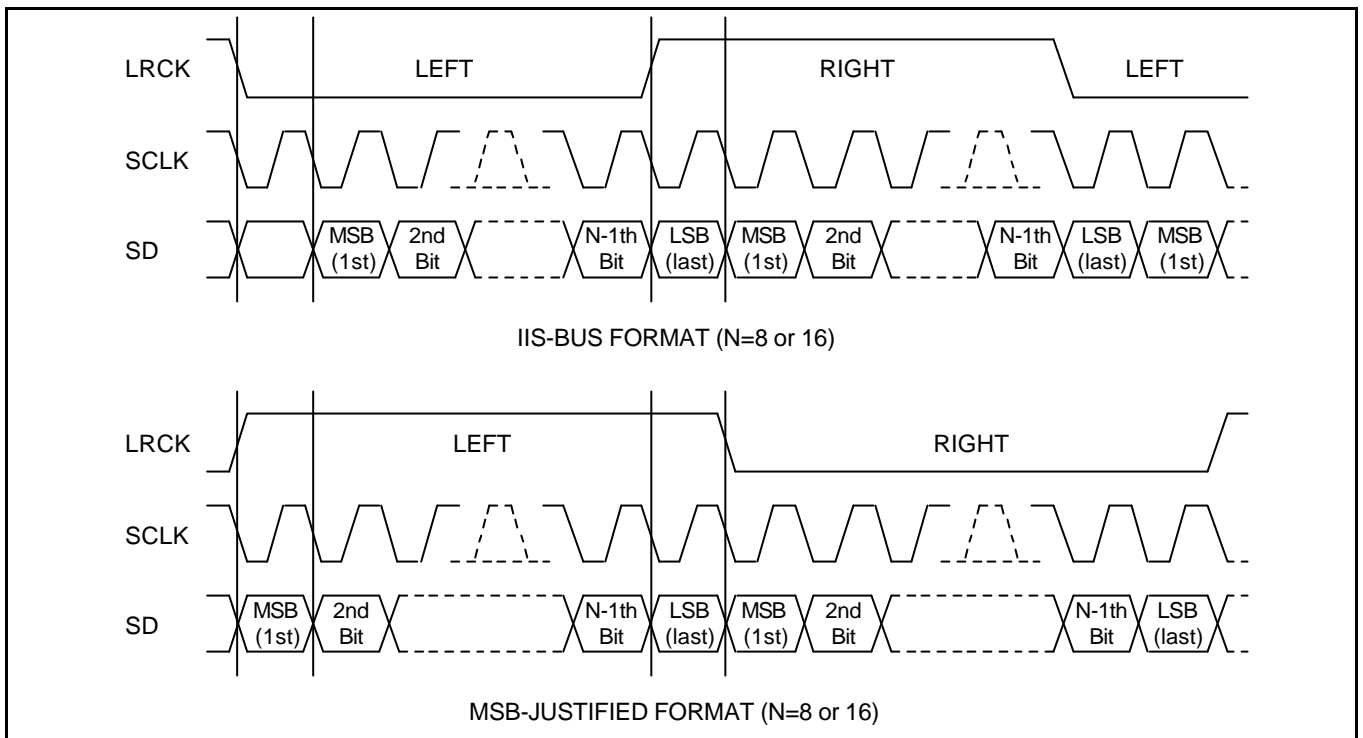 LRCK LEFT RIGHT LEFT
SCLK
SD MSB (1st) 2nd Bit N-1th Bit LSB (last) MSB (1st) 2nd Bit N-1th Bit LSB (last) MSB (1st)
IIS-BUS FORMAT (N=8 or 16)
LRCK LEFT RIGHT
SCLK
SD MSB (1st) 2nd Bit N-1th Bit LSB (last) MSB (1st) 2nd Bit N-1th Bit LSB (last)
MSB-JUSTIFIED FORMAT (N=8 or 16)